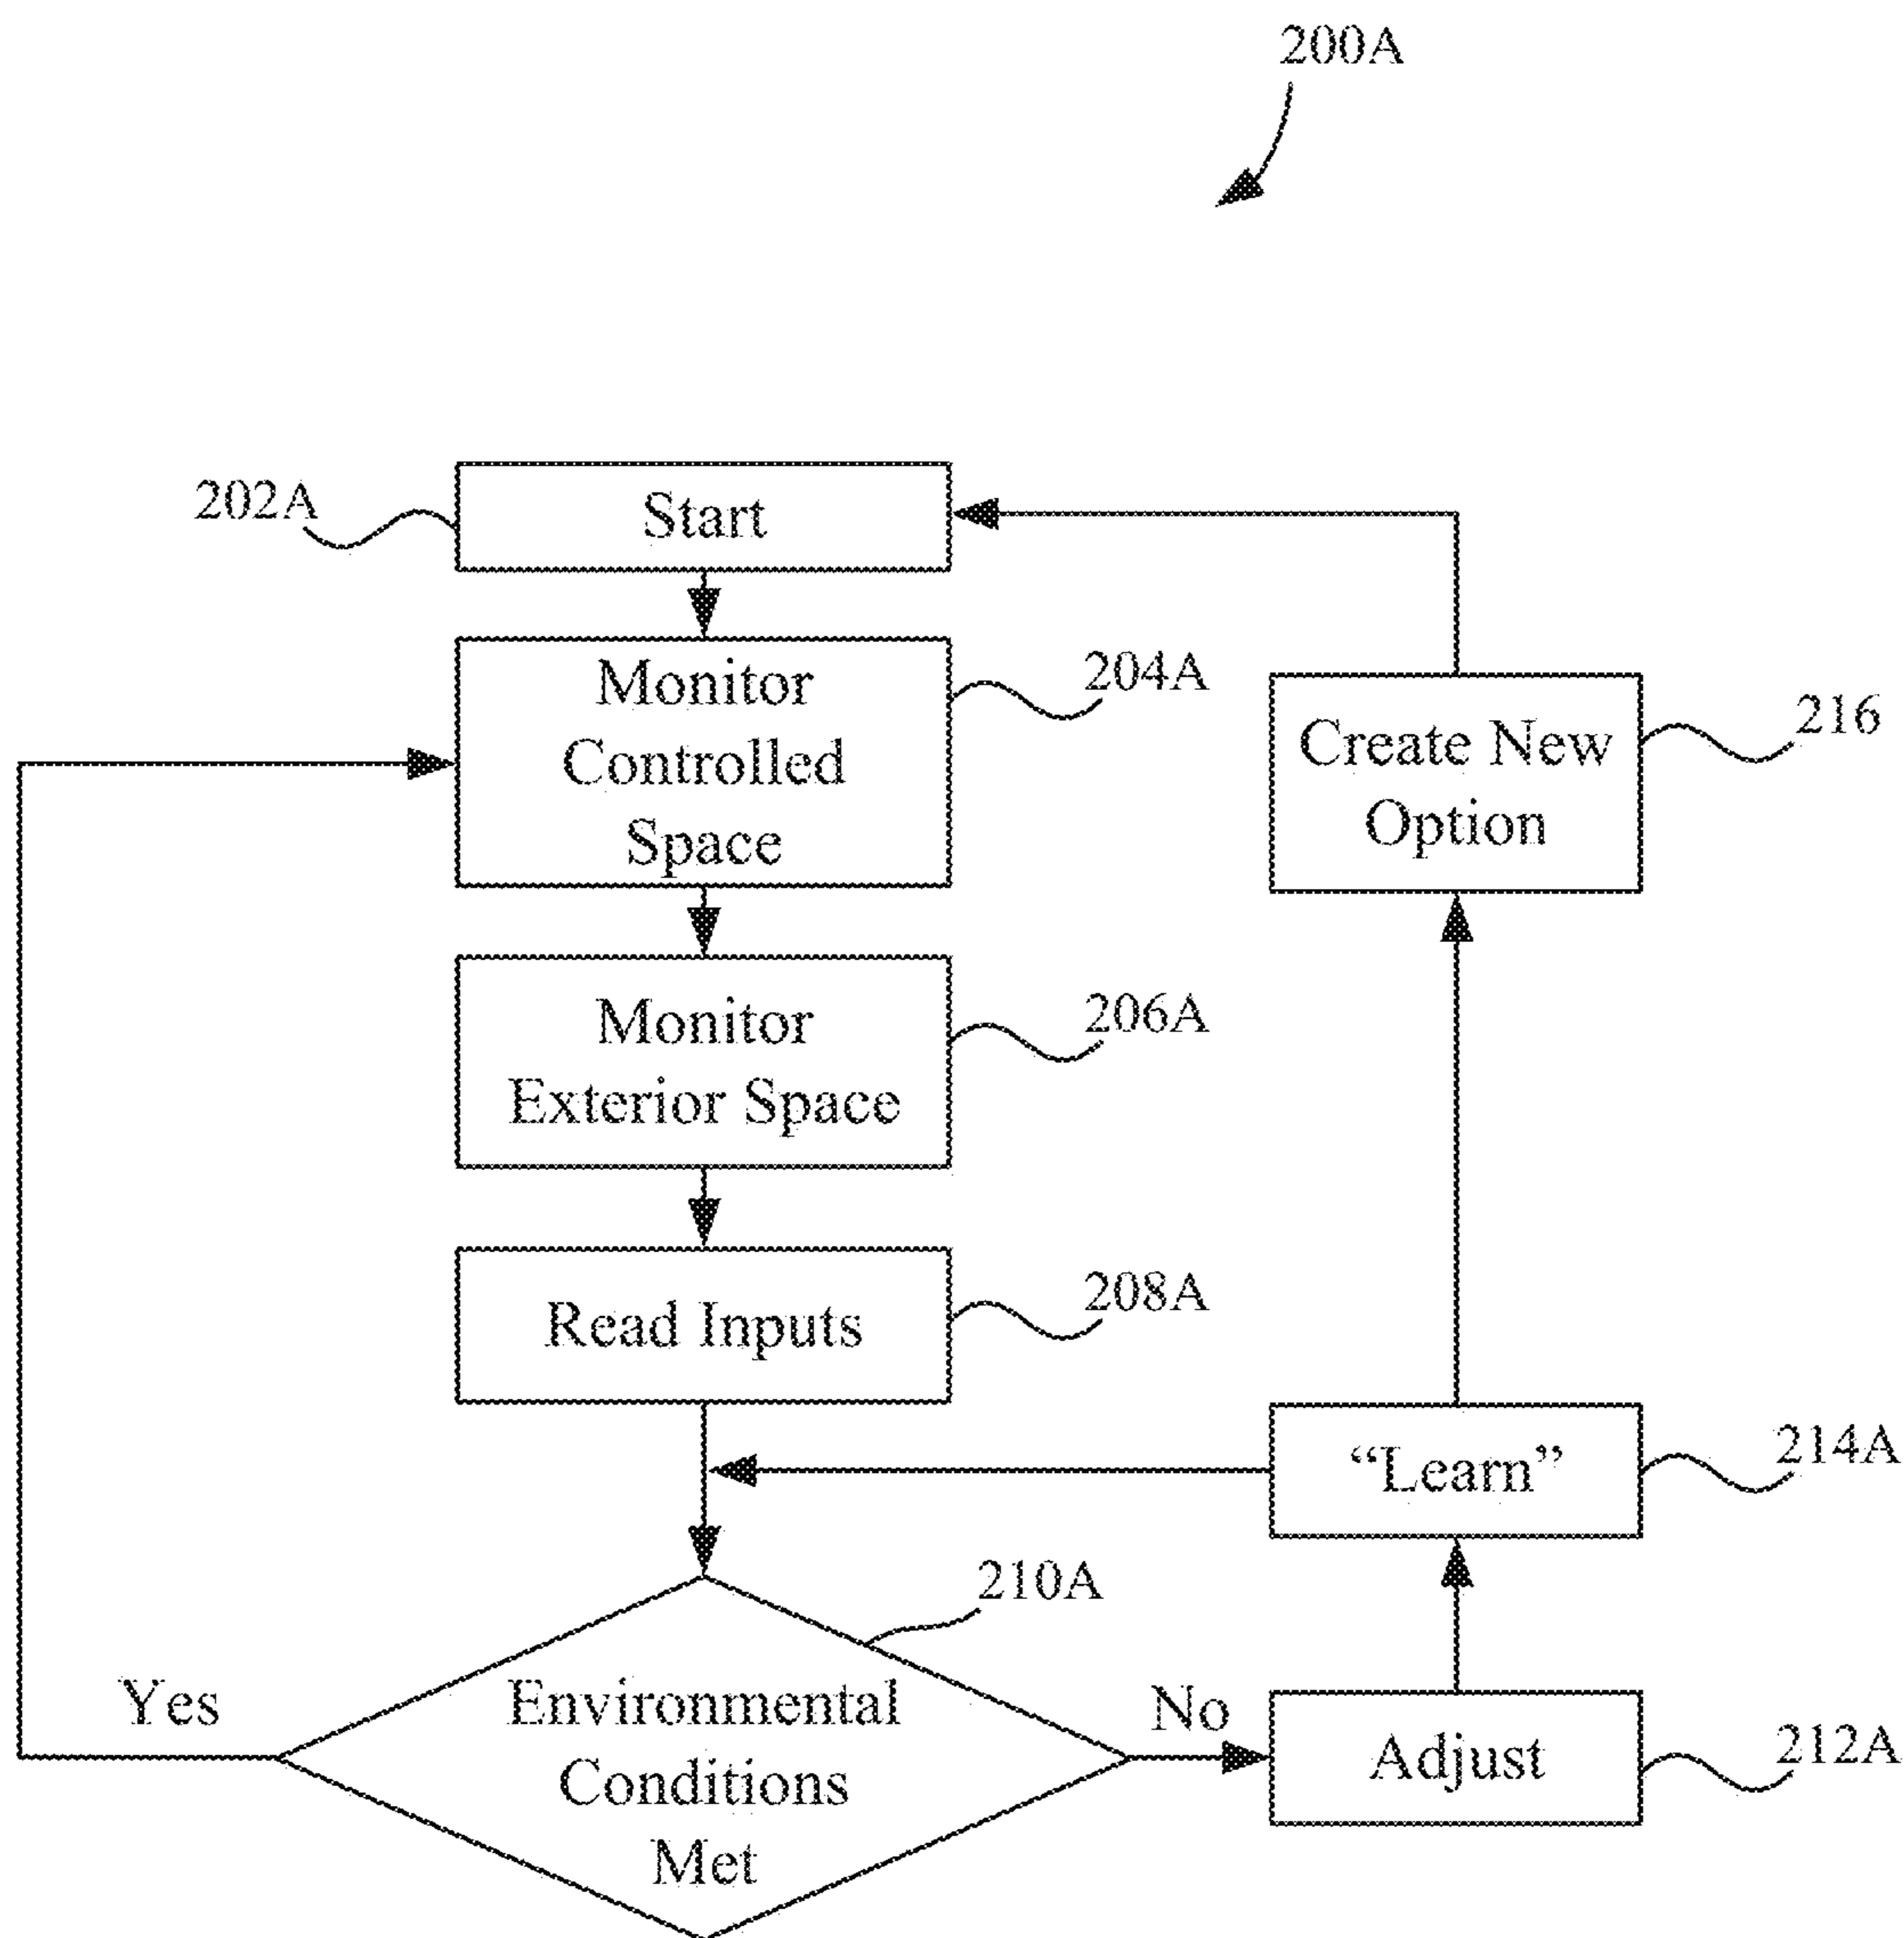 200A
202A
Start
Monitor
Controlled
Space
204A
Create New
Option
216
Monitor
Exterior Space
206A
Read Inputs
208A
“Learn”
214A
210A
Yes
Environmental
Conditions
Met
No
Adjust
212A